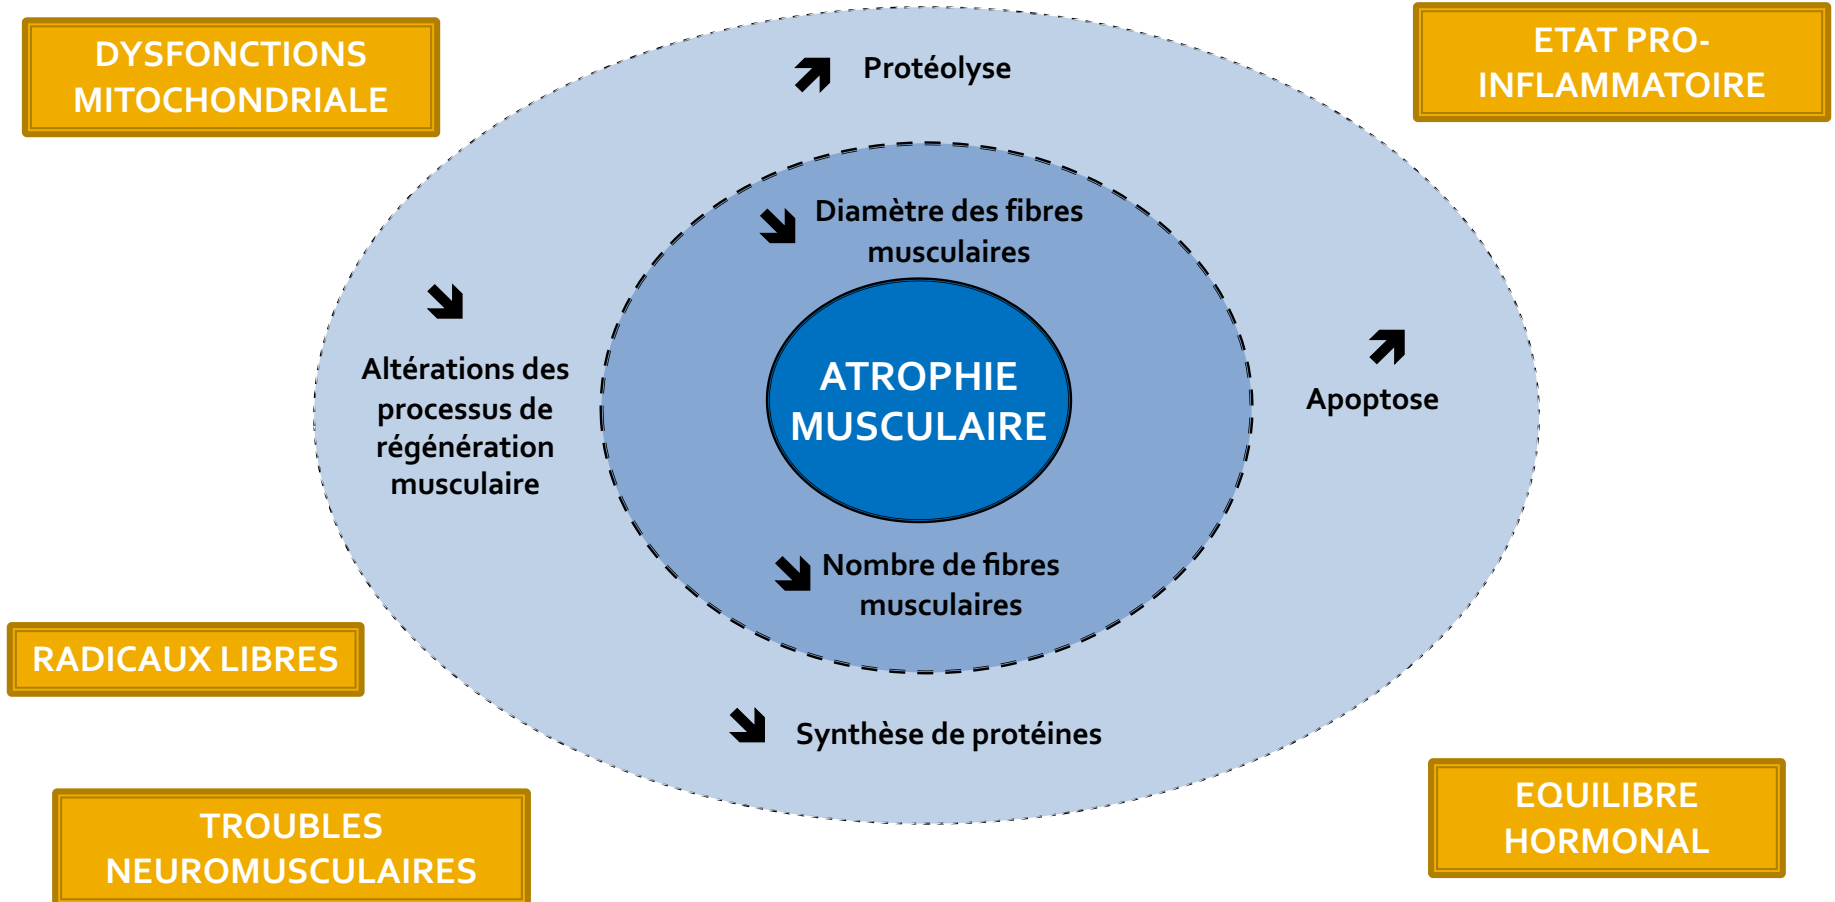 DYSFONCTIONS
MITOCHONDRIALE
ETAT PRO-
INFLAMMATOIRE
Protéolyse
Diamètre des fibres
musculaires
Altérations des
processus de
régénération
musculaire
ATROPHIE
MUSCULAIRE
Apoptose
Nombre de fibres
musculaires
RADICAUX LIBRES
Synthèse de protéines
TROUBLES
NEUROMUSCULAIRES
EQUILIBRE
HORMONAL